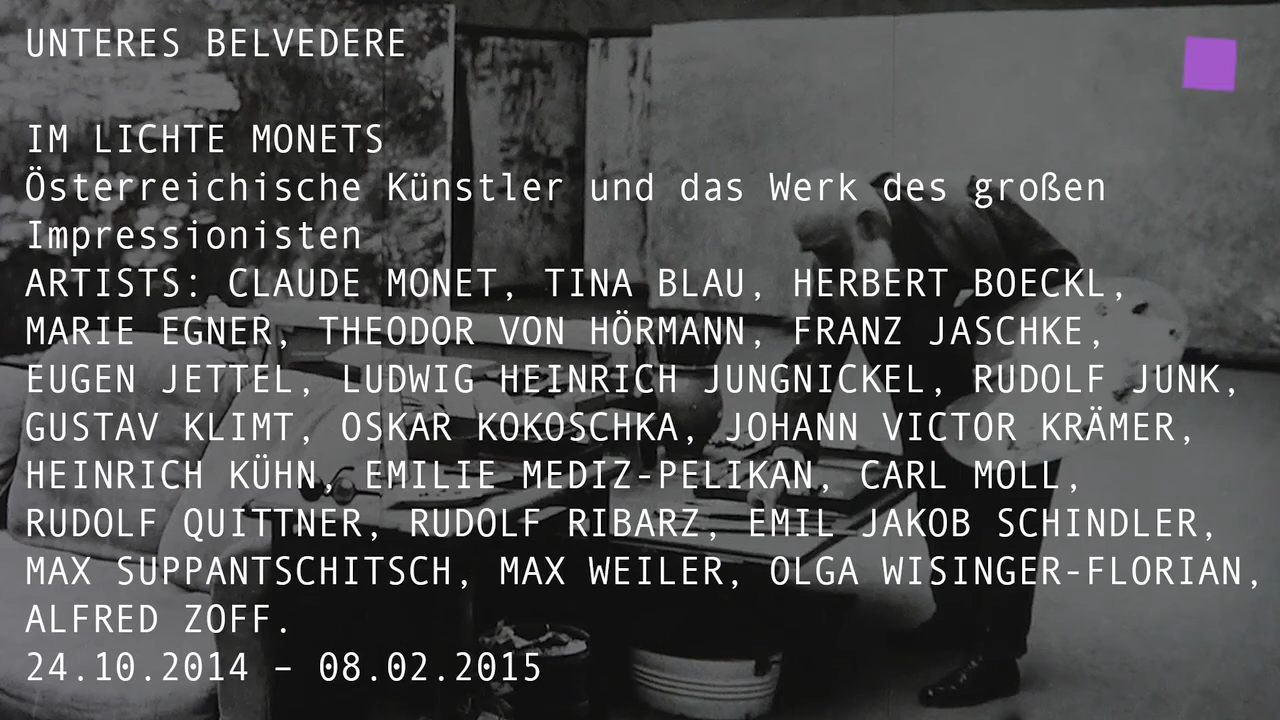 UNTERES BELVEDERE
IM LICHTE MONETS
Österreichische Künstler und das Werk des großen
Impressionisten
ARTISTS: CLAUDE MONET, TINA BLAU, HERBERT BOECKL,
MARIE EGNER, THEODOR VON HÖRMANN, FRANZ JASCHKE,
EUGEN JETTEL, LUDWIG HEINRICH JUNGNICKEL, RUDOLF JUNK,
GUSTAV KLIMT, OSKAR KOKOSCHKA, JOHANN VICTOR KRÄMER,
HEINRICH KÜHN, EMILIE MEDIZ-PELIKAN, CARL MOLL,
RUDOLF QUITTNER, RUDOLF RIBARZ, EMIL JAKOB SCHINDLER,
MAX SUPPANTSCHITSCH, MAX WEILER, OLGA WISINGER-FLORIAN,
ALFRED ZOFF.
24.10.2014 – 08.02.2015